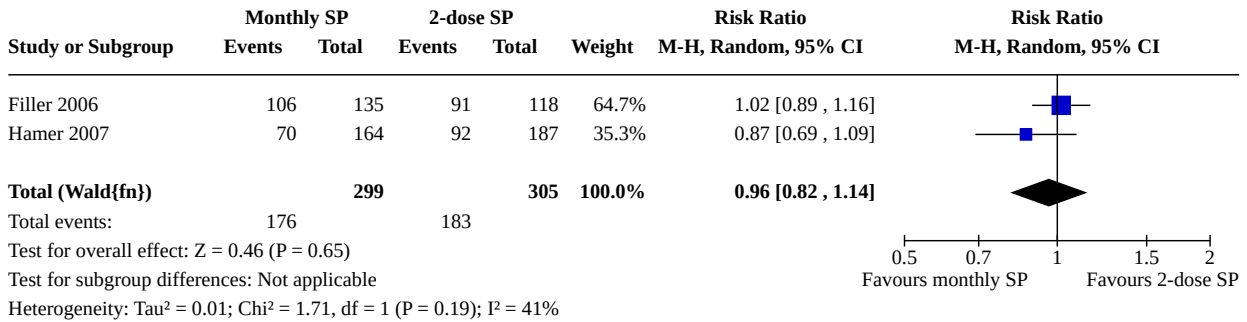 Monthly SP 2-dose SP Risk Ratio Risk Ratio
Study or Subgroup Events Total Events Total Weight M-H, Random, 95% CI M-H, Random, 95% CI
Filler 2006 106 135 91 118 64.7% 1.02 [0.89 , 1.16]
Hamer 2007 70 164 92 187 35.3% 0.87 [0.69 , 1.09]
Total (Wald{fn}) 299 305 100.0% 0.96 [0.82 , 1.14]
Total events: 176 183
Test for overall effect: Z = 0.46 (P = 0.65)
0.5 0.7 1 1.5 2
Test for subgroup differences: Not applicable
Favours monthly SP Favours 2-dose SP
Heterogeneity: Tau² = 0.01; Chi² = 1.71, df = 1 (P = 0.19); I² = 41%